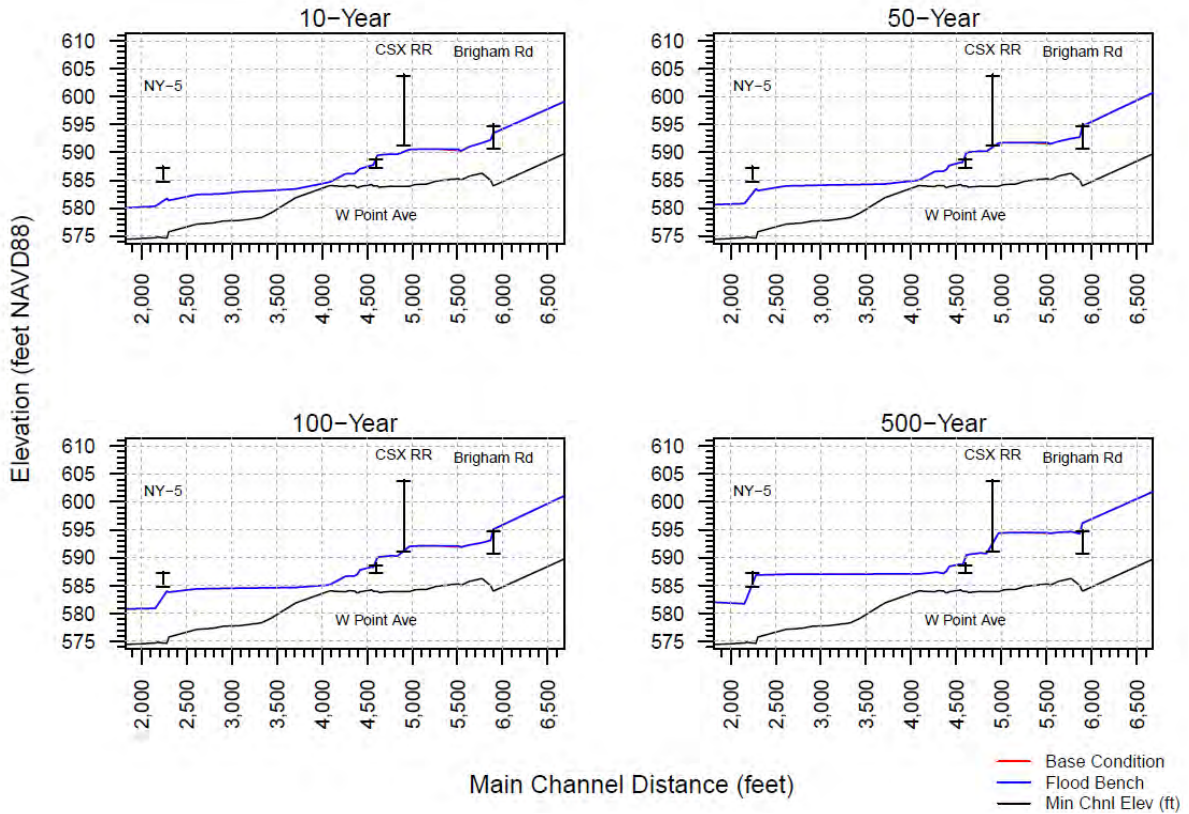 10−Year
50−Year
610
605
600
595
590
585
580
575
NY−5
CSX RR
Brigham Rd
W Point Ave
2,000
2,500
3,000
3,500
4,000
4,500
5,000
5,500
6,000
6,500
610
605
600
595
590
585
580
575
NY−5
CSX RR
Brigham Rd
W Point Ave
2,000
2,500
3,000
3,500
4,000
4,500
5,000
5,500
6,000
6,500
Elevation (feet NAVD88)
100−Year
500−Year
610
605
600
595
590
585
580
575
NY−5
CSX RR
Brigham Rd
W Point Ave
2,000
2,500
3,000
3,500
4,000
4,500
5,000
5,500
6,000
6,500
610
605
600
595
590
585
580
575
NY−5
CSX RR
Brigham Rd
W Point Ave
2,000
2,500
3,000
3,500
4,000
4,500
5,000
5,500
6,000
6,500
Main Channel Distance (feet)
Base Condition
Flood Bench
Min Chnl Elev (ft)